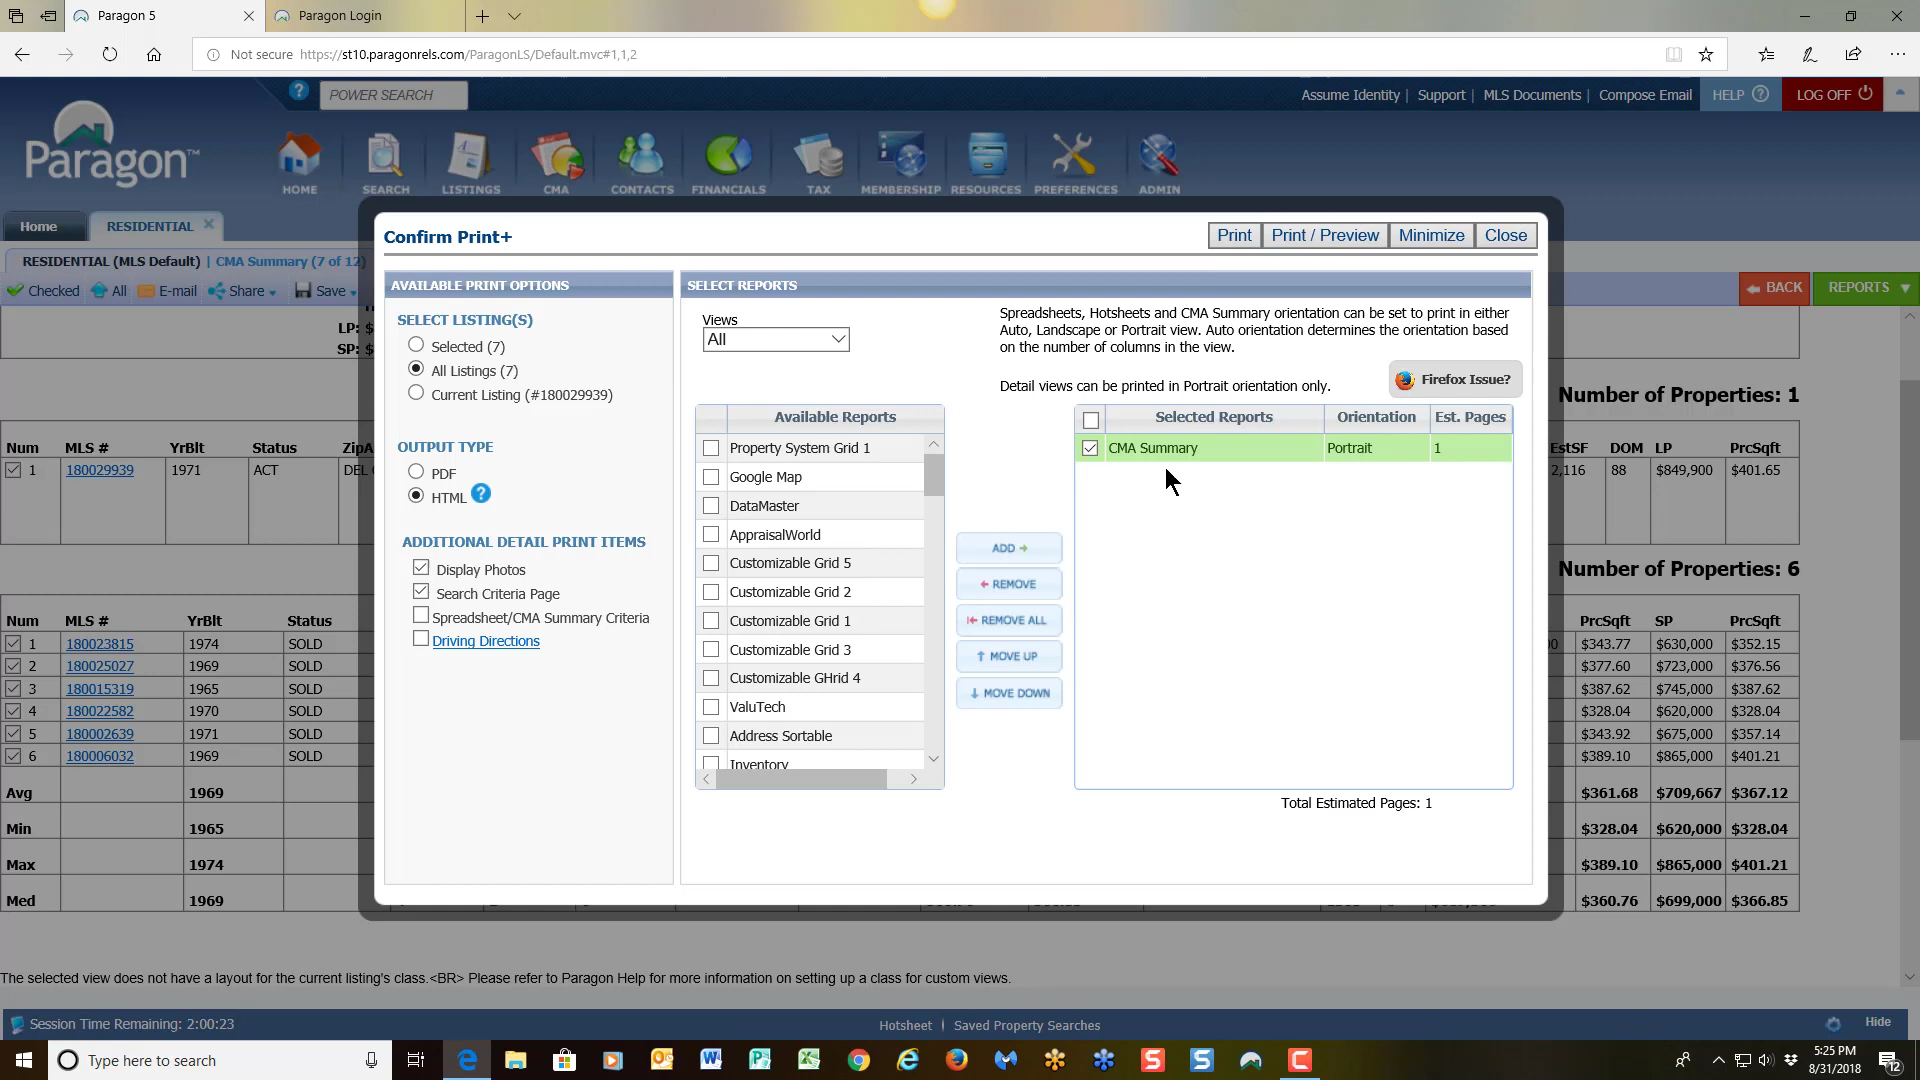 Paragon 5
Paragon Login
Not secure https://st10.paragonrels.com/ParagonLS/Default.mvc#1,1,2
POWER SEARCH
Assume Identity | Support | MLS Documents | Compose Email HELP LOG OFF
Paragon
HOME SEARCH LISTINGS CMA CONTACTS FINANCIALS TAX MEMBERSHIP RESOURCES PREFERENCES ADMIN
Home RESIDENTIAL
RESIDENTIAL (MLS Default) | CMA Summary (7 of 12)
Checked All E-mail Share Save BACK REPORTS
LP: $
SP: $
Confirm Print+
Print Print / Preview Minimize Close
AVAILABLE PRINT OPTIONS
SELECT LISTING(S)
Selected (7)
All Listings (7)
Current Listing (#180029939)
OUTPUT TYPE
PDF
HTML
ADDITIONAL DETAIL PRINT ITEMS
Display Photos
Search Criteria Page
Spreadsheet/CMA Summary Criteria
Driving Directions
SELECT REPORTS
Views
All
Spreadsheets, Hotsheets and CMA Summary orientation can be set to print in either
Auto, Landscape or Portrait view. Auto orientation determines the orientation based
on the number of columns in the view.
Detail views can be printed in Portrait orientation only.
Firefox Issue?
Available Reports
Property System Grid 1
Google Map
DataMaster
AppraisalWorld
Customizable Grid 5
Customizable Grid 2
Customizable Grid 1
Customizable Grid 3
Customizable GHrid 4
ValuTech
Address Sortable
Inventory
ADD
REMOVE
REMOVE ALL
MOVE UP
MOVE DOWN
Selected Reports Orientation Est. Pages
CMA Summary Portrait 1
Total Estimated Pages: 1
Number of Properties: 1
Num MLS # YrBlt Status ZipA EstSF DOM LP PrcSqft
1 180029939 1971 ACT DEL 2,116 88 $849,900 $401.65
Number of Properties: 6
Num MLS # YrBlt Status PrcSqft SP PrcSqft
1 180023815 1974 SOLD 00 $343.77 $630,000 $352.15
2 180025027 1969 SOLD $377.60 $723,000 $376.56
3 180015319 1965 SOLD $387.62 $745,000 $387.62
4 180022582 1970 SOLD $328.04 $620,000 $328.04
5 180002639 1971 SOLD $343.92 $675,000 $357.14
6 180006032 1969 SOLD $389.10 $865,000 $401.21
Avg 1969 $361.68 $709,667 $367.12
Min 1965 $328.04 $620,000 $328.04
Max 1974 $389.10 $865,000 $401.21
Med 1969 $360.76 $699,000 $366.85
The selected view does not have a layout for the current listing's class.<BR> Please refer to Paragon Help for more information on setting up a class for custom views.
Session Time Remaining: 2:00:23
Hotsheet | Saved Property Searches
Hide
Type here to search
5:25 PM
8/31/2018
12